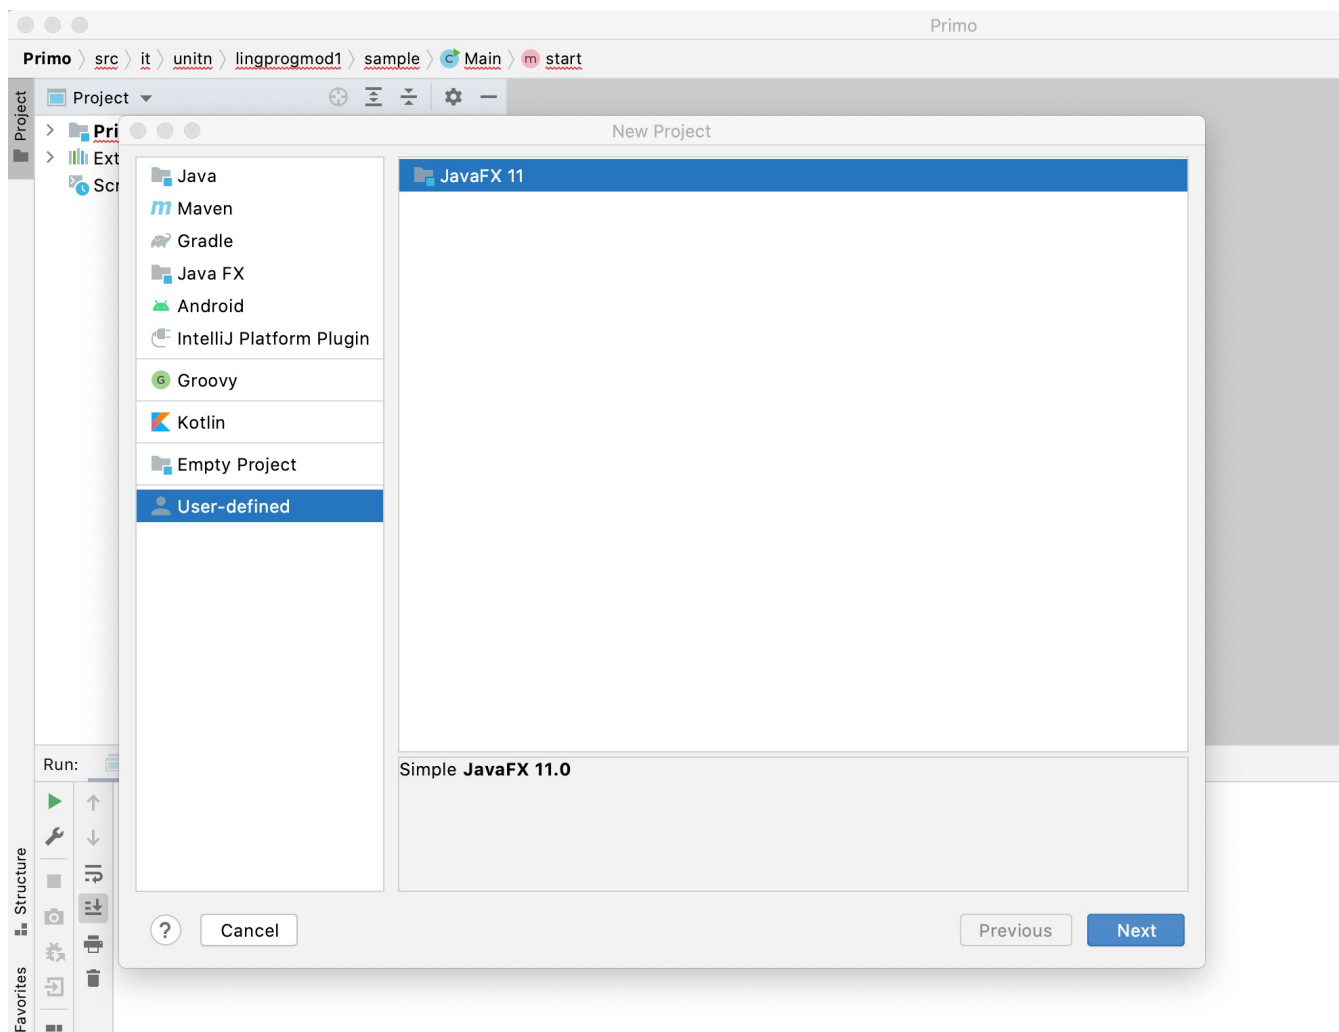 Primo
Primo src it unitn lingprogmod1 sample C Main m start
Project
Project
Pri
Ext
Scr
New Project
Java
m Maven
Gradle
Java FX
Android
IntelliJ Platform Plugin
G Groovy
Kotlin
Empty Project
User-defined
JavaFX 11
Simple JavaFX 11.0
? Cancel
Previous
Next
Run:
Structure
Favorites